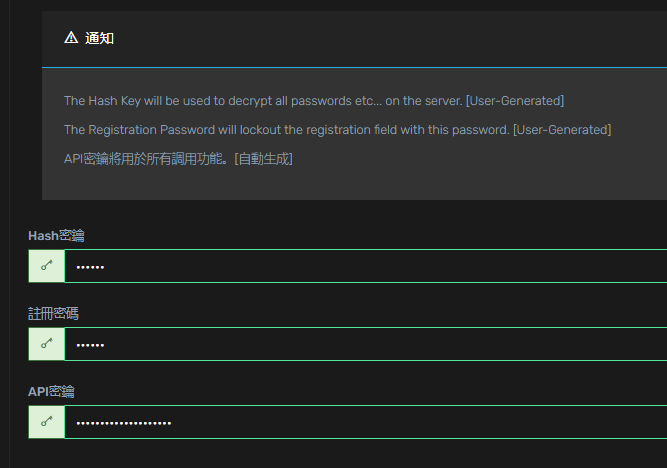 通知
The Hash Key will be used to decrypt all passwords etc... on the server. [User-Generated]
The Registration Password will lockout the registration field with this password. [User-Generated]
API密鑰將用於所有調用功能。[自動生成]
Hash密鑰
••••••
註冊密碼
••••••
API密鑰
••••••••••••••••••••